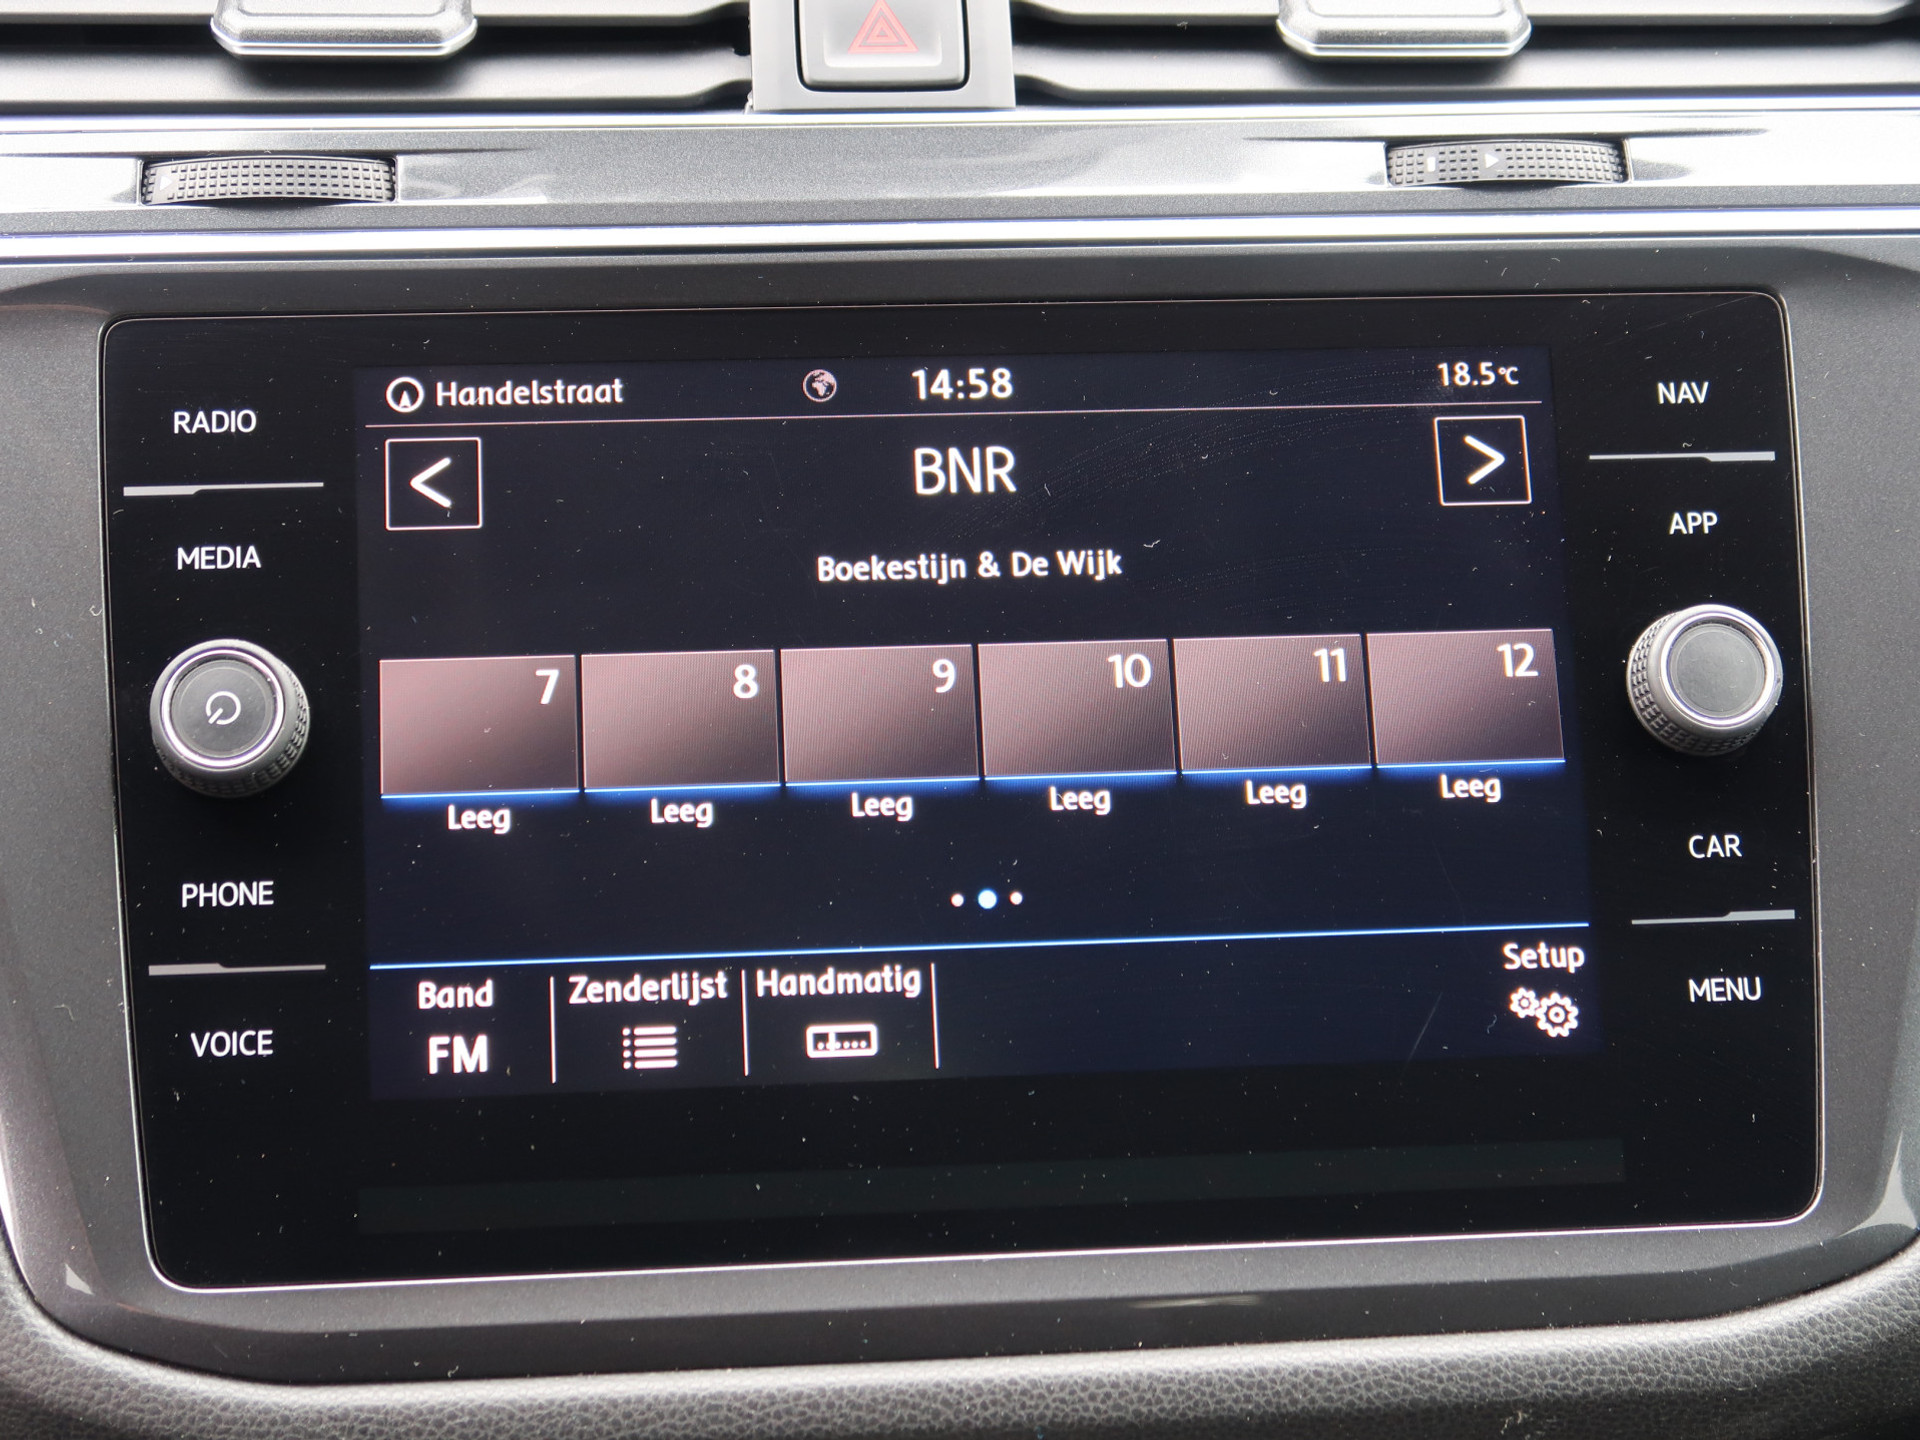 Handelstraat 14:58 18.5°C
RADIO
NAV
< BNR >
MEDIA
APP
Boekestijn & De Wijk
7 8 9 10 11 12
Leeg Leeg Leeg Leeg Leeg Leeg
PHONE
CAR
Band Zenderlijst Handmatig Setup
FM
VOICE
MENU